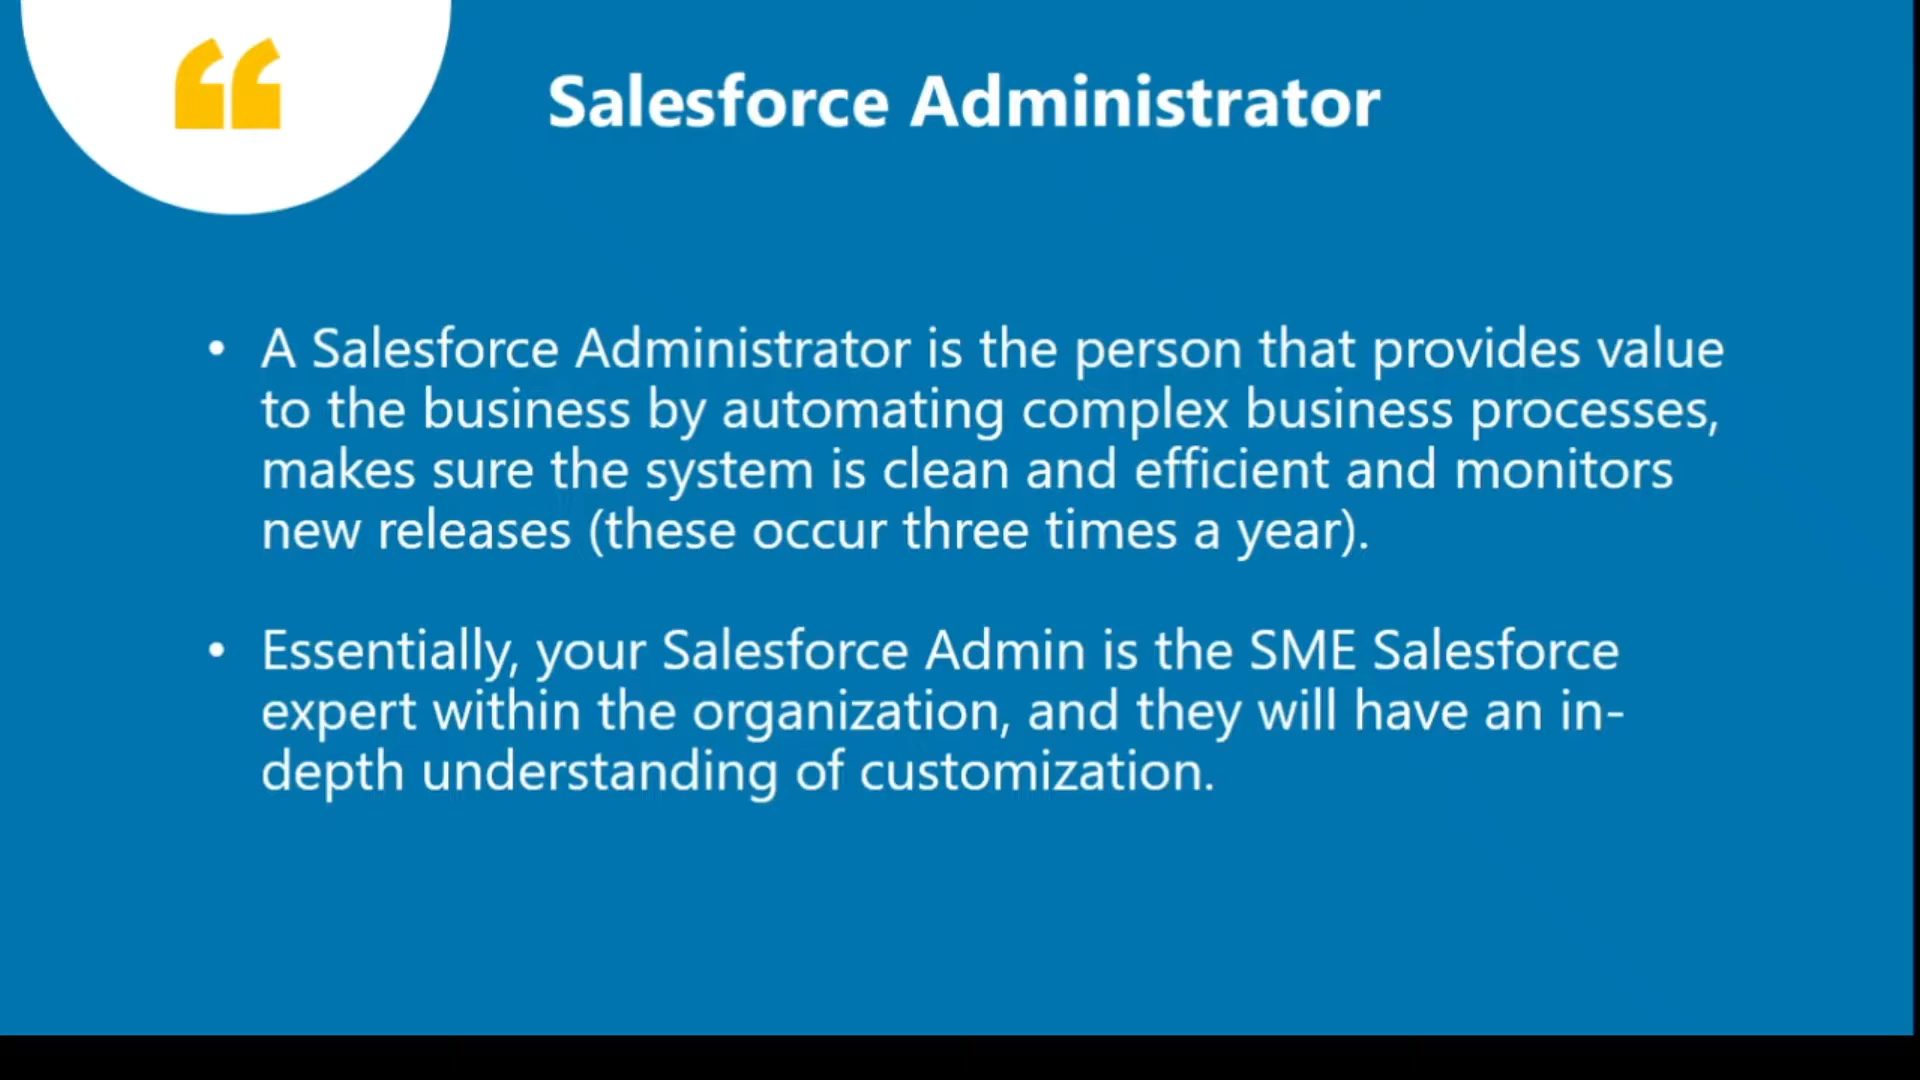 “
Salesforce Administrator
• A Salesforce Administrator is the person that provides value
to the business by automating complex business processes,
makes sure the system is clean and efficient and monitors
new releases (these occur three times a year).
• Essentially, your Salesforce Admin is the SME Salesforce
expert within the organization, and they will have an in-
depth understanding of customization.